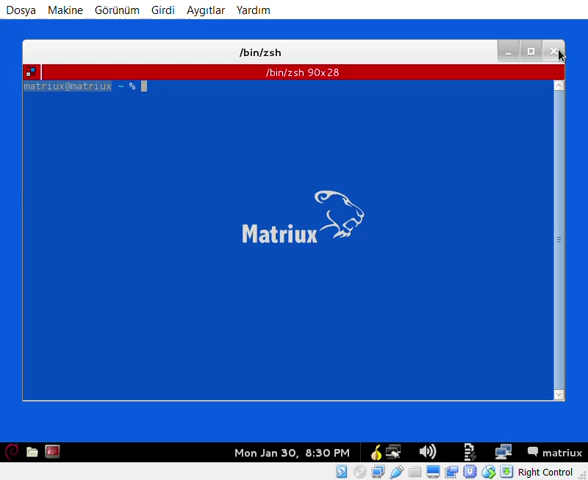 Dosya Makine Görünüm Girdi Aygıtlar Yardım
/bin/zsh
/bin/zsh 90x28
matriux@matriux ~ %
Matriux
Mon Jan 30, 8:30 PM matriux
Right Control